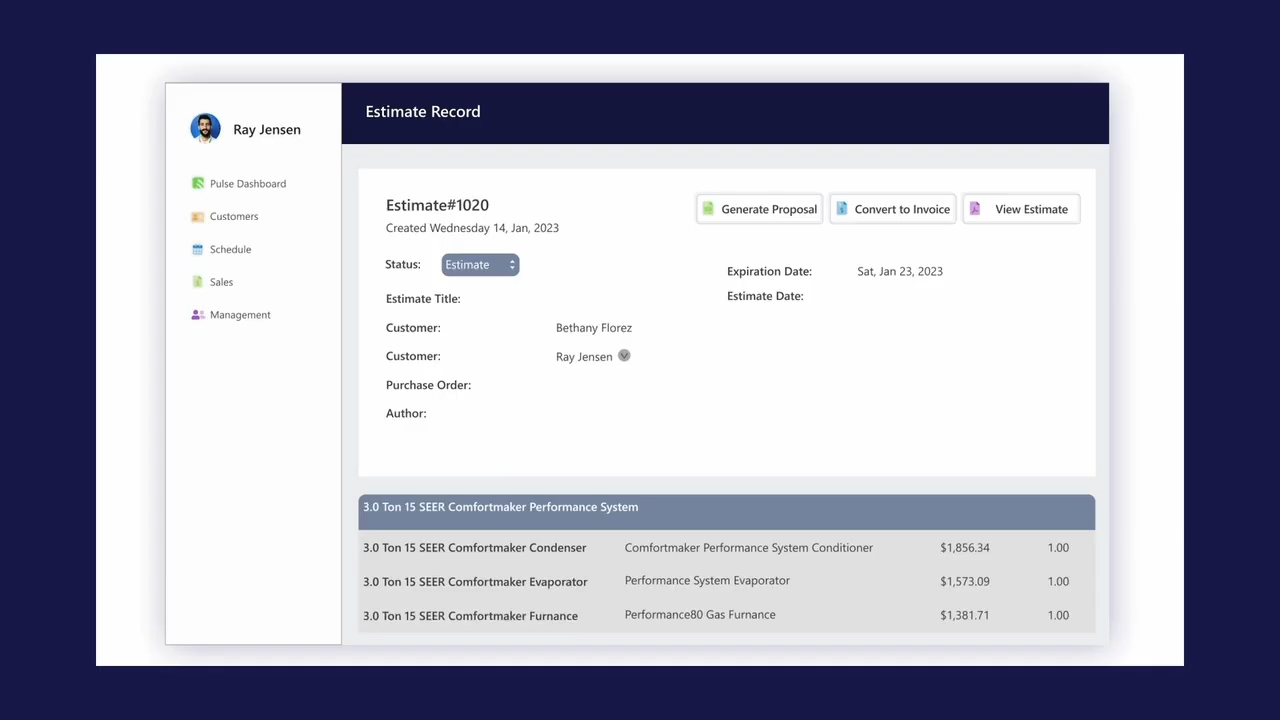 Ray Jensen
Pulse Dashboard
Customers
Schedule
Sales
Management
Estimate Record
Estimate#1020
Created Wednesday 14, Jan, 2023
Generate Proposal
Convert to Invoice
View Estimate
Status: Estimate
Expiration Date: Sat, Jan 23, 2023
Estimate Date:
Estimate Title:
Customer: Bethany Florez
Customer: Ray Jensen
Purchase Order:
Author:
3.0 Ton 15 SEER Comfortmaker Performance System
3.0 Ton 15 SEER Comfortmaker Condenser Comfortmaker Performance System Conditioner $1,856.34 1.00
3.0 Ton 15 SEER Comfortmaker Evaporator Performance System Evaporator $1,573.09 1.00
3.0 Ton 15 SEER Comfortmaker Furnance Performance80 Gas Furnance $1,381.71 1.00